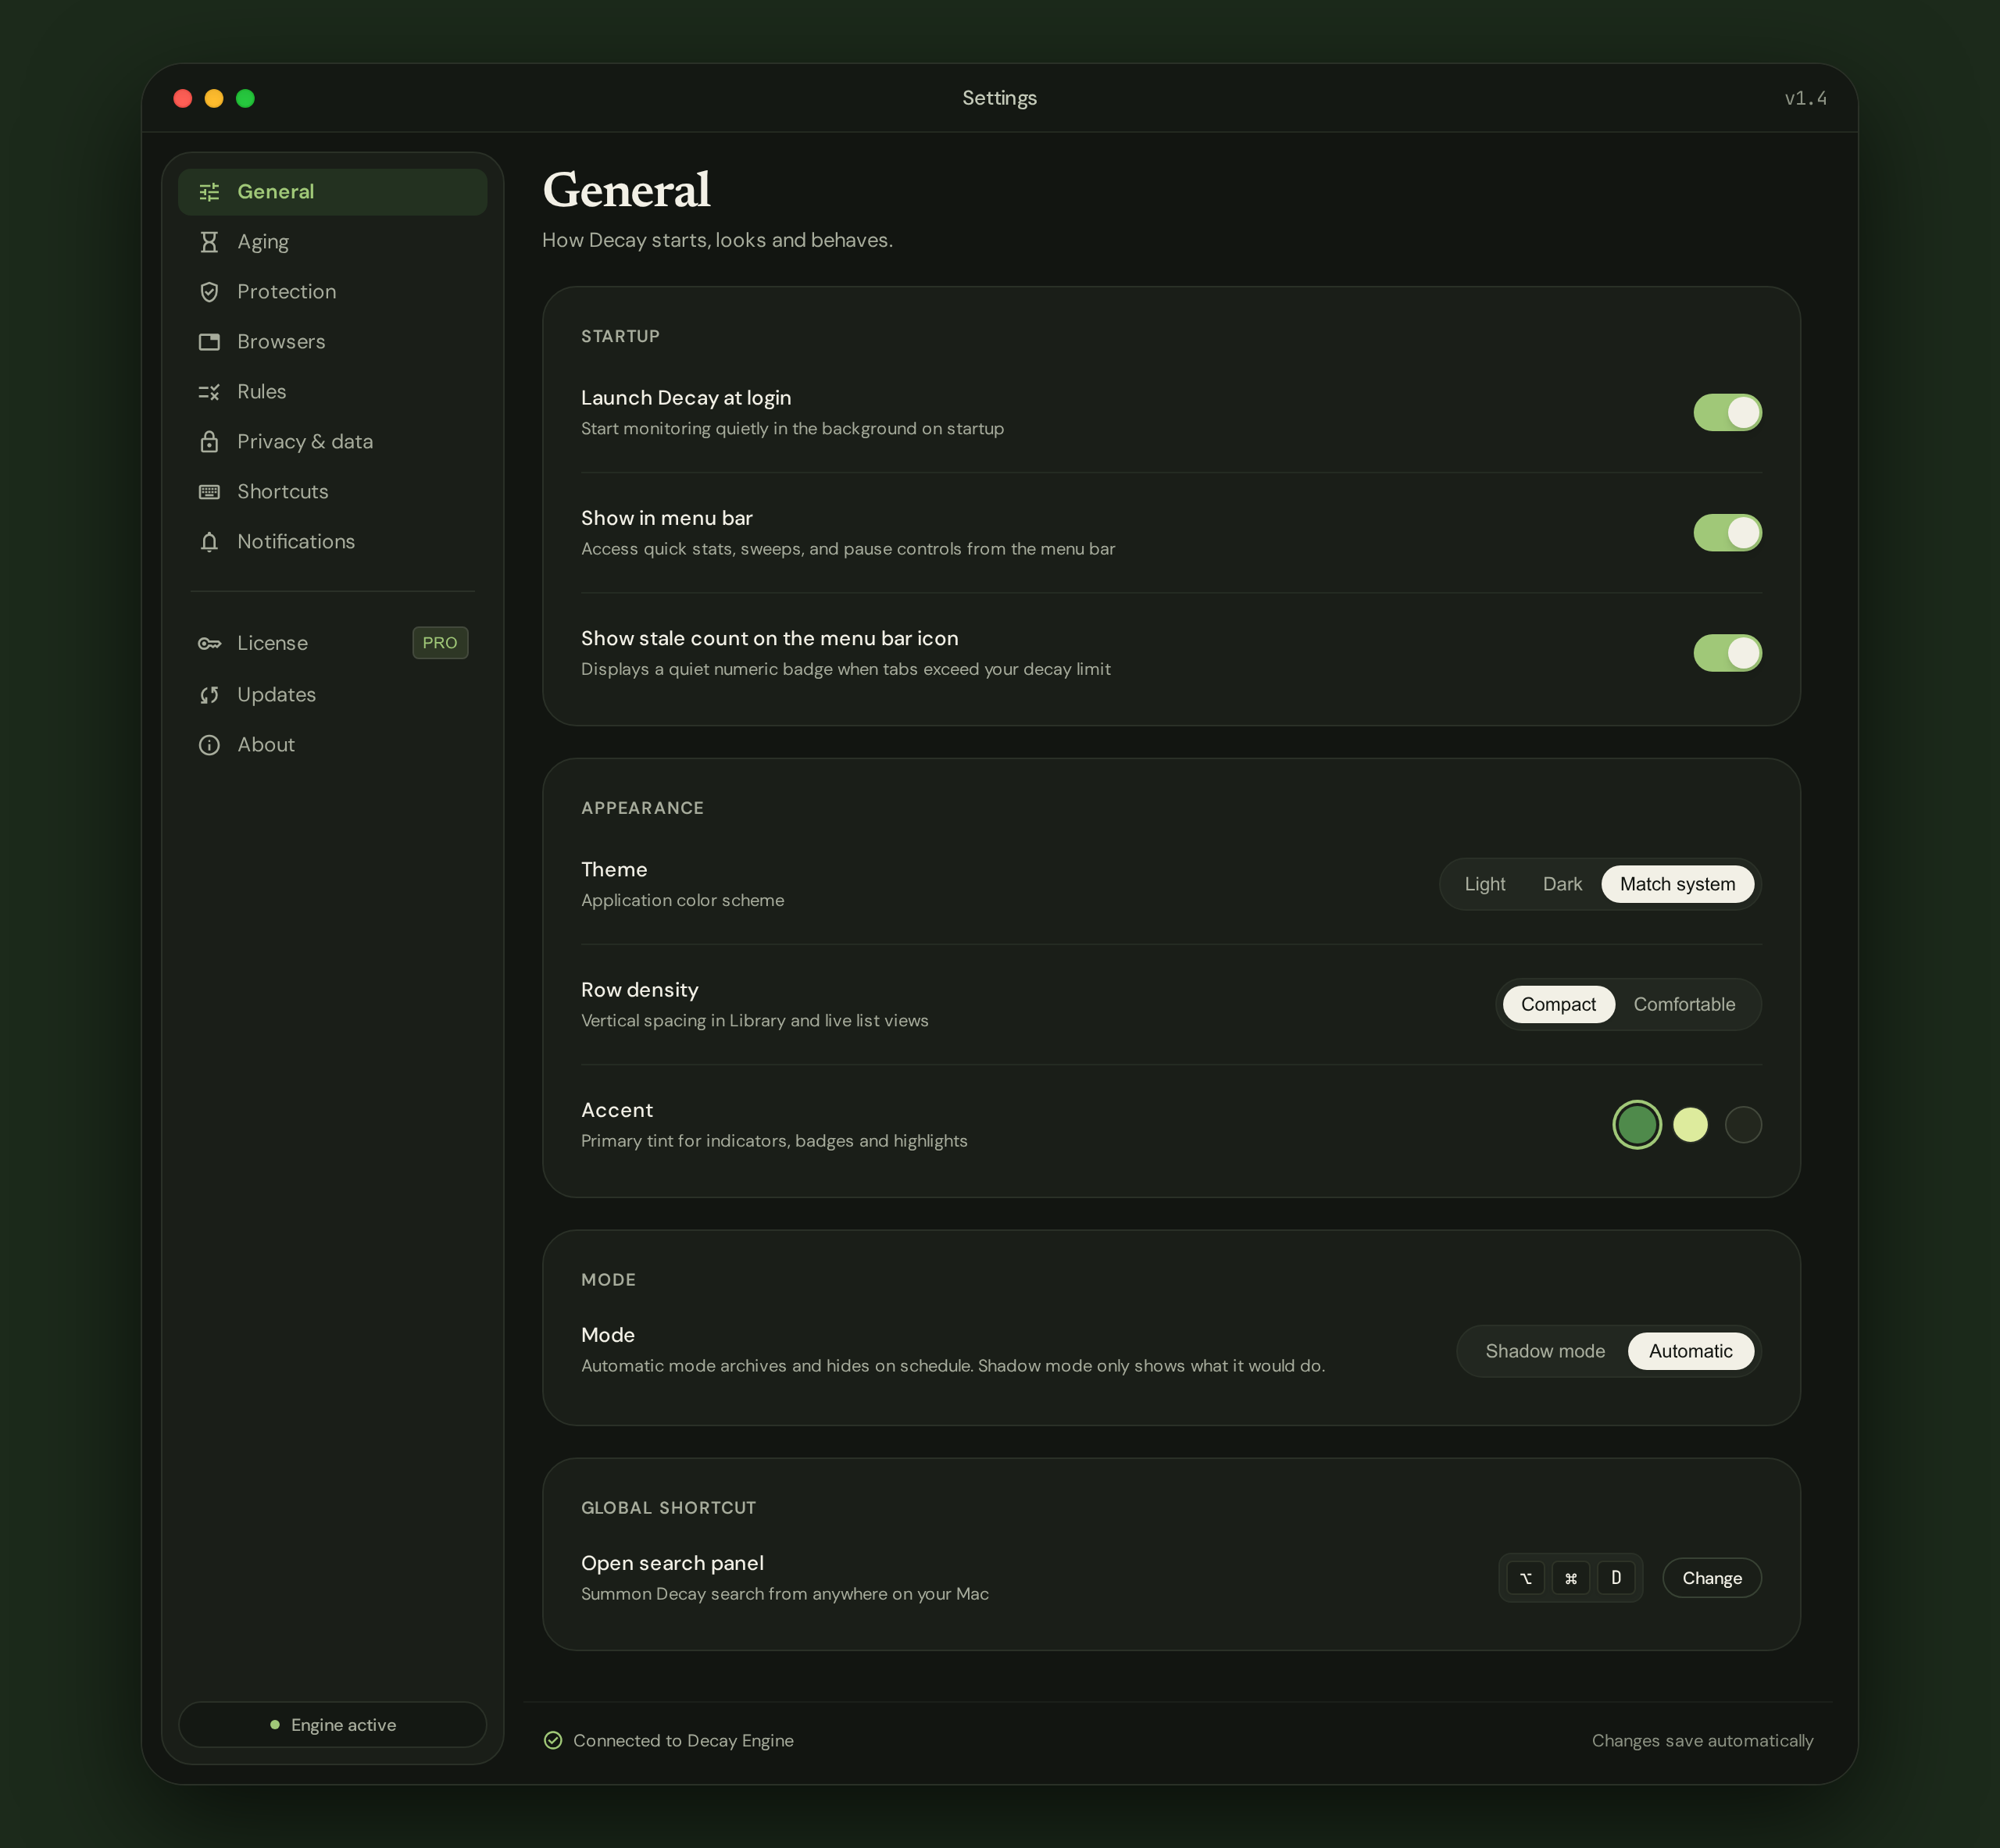 Settings
v1.4
General
Aging
Protection
Browsers
Rules
Privacy & data
Shortcuts
Notifications
License
PRO
Updates
About
Engine active
General
How Decay starts, looks and behaves.
STARTUP
Launch Decay at login
Start monitoring quietly in the background on startup
Show in menu bar
Access quick stats, sweeps, and pause controls from the menu bar
Show stale count on the menu bar icon
Displays a quiet numeric badge when tabs exceed your decay limit
APPEARANCE
Theme
Application color scheme
Light Dark Match system
Row density
Vertical spacing in Library and live list views
Compact Comfortable
Accent
Primary tint for indicators, badges and highlights
MODE
Mode
Automatic mode archives and hides on schedule. Shadow mode only shows what it would do.
Shadow mode Automatic
GLOBAL SHORTCUT
Open search panel
Summon Decay search from anywhere on your Mac
⌥ ⌘ D Change
Connected to Decay Engine
Changes save automatically